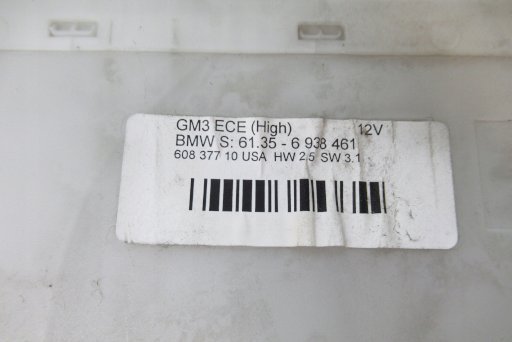 GM3 ECE (High) 12V
BMW S: 61.35 - 6 938 461
608 377 10 USA HW 2.5 SW 3.1